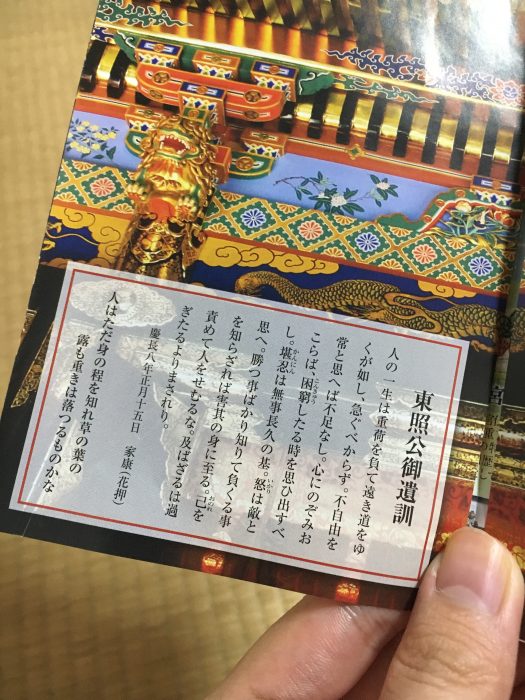 東照公御遺訓
人の一生は重荷を負て遠き道をゆ
くが如し、急ぐべからず。不自由を
常と思へば不足なし。心にのぞみお
こらば、困窮したる時を思ひ出すべ
し。堪忍は無事長久の基。怒は敵と
思へ。勝つ事ばかり知りて負くる事
を知らざれば害其の身に至る。己を
責めて人をせむるな。及ばざるは過
ぎたるよりまされり。
慶長八年正月十五日 家康(花押)
人はただ身の程を知れ草の葉の
露も重きは落つるものかな
宮